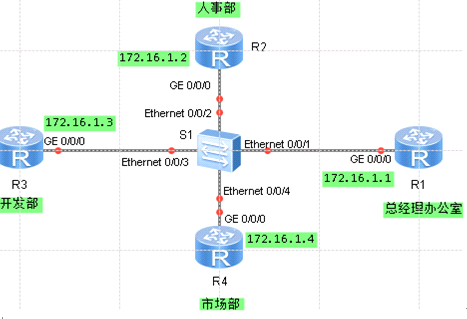 人事部
R2
172.16.1.2
GE 0/0/0
Ethernet 0/0/2
172.16.1.3
GE 0/0/0
S1
Ethernet 0/0/1
Ethernet 0/0/3
GE 0/0/0
R3
172.16.1.1
R1
开发部
Ethernet 0/0/4
总经理办公室
GE 0/0/0
172.16.1.4
R4
市场部